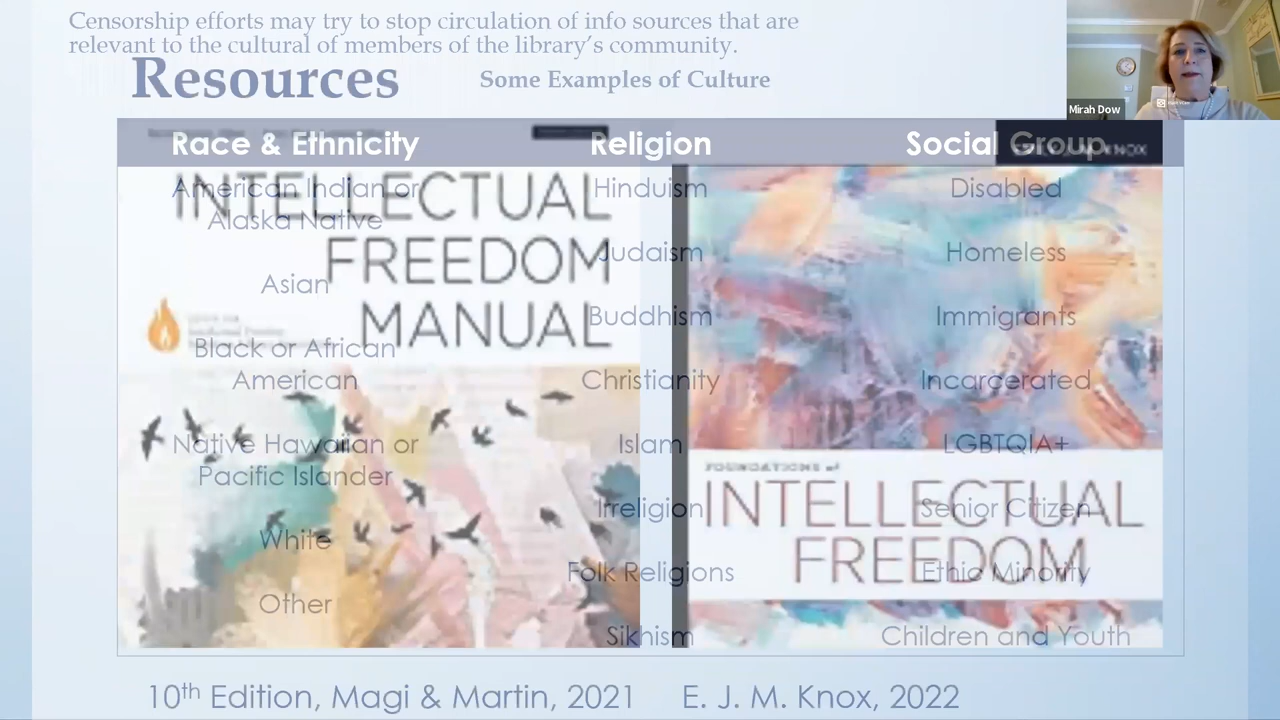 Censorship efforts may try to stop circulation of info sources that are
relevant to the cultural of members of the library's community.
Resources
Some Examples of Culture
Mirah Dow
Race & Ethnicity
Religion
Social Group
KNOX
American Indian or
Alaska Native
Asian
Black or African
American
Native Hawaiian or
Pacific Islander
White
Other
Hinduism
Judaism
Buddhism
Christianity
Islam
Irreligion
Folk Religions
Sikhism
Disabled
Homeless
Immigrants
Incarcerated
LGBTQIA+
Senior Citizen
Ethic Minority
Children and Youth
INTELLECTUAL
FREEDOM
MANUAL
FOUNDATIONS of
INTELLECTUAL
FREEDOM
10th Edition, Magi & Martin, 2021
E. J. M. Knox, 2022